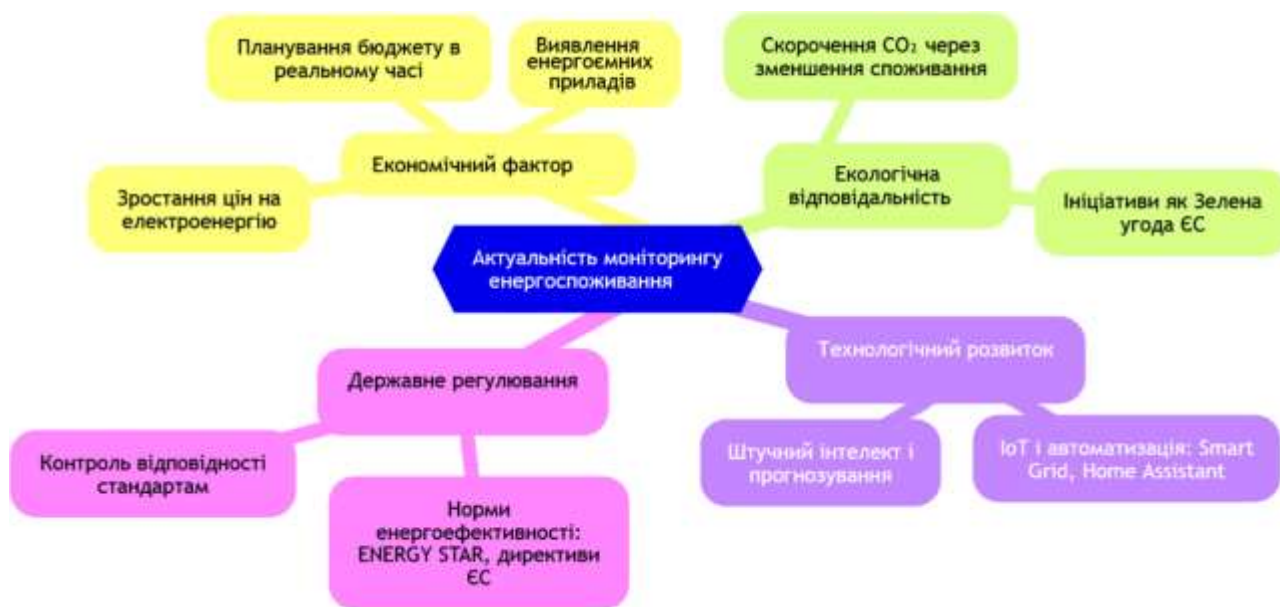 Планування бюджету в
реальному часі
Виявлення
енергоємних
приладів
Скорочення CO₂ через
зменшення споживання
Економічний фактор
Екологічна
відповідальність
Зростання цін на
електроенергію
Ініціативи як Зелена
угода ЄС
Актуальність моніторингу
енергоспоживання
Технологічний розвиток
Державне регулювання
Штучний інтелект і
прогнозування
IoT і автоматизація: Smart
Grid, Home Assistant
Контроль відповідності
стандартам
Норми
енергоефективності:
ENERGY STAR, директиви
ЄС